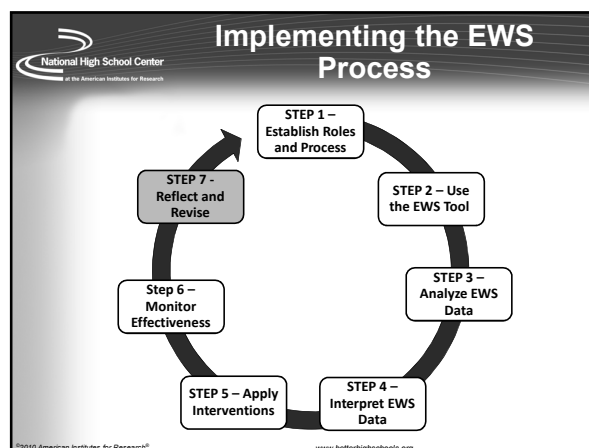 Implementing the EWS
Process
National High School Center
at the American Institutes for Research
STEP 1 –
Establish Roles
and Process
STEP 2 – Use
the EWS Tool
STEP 3 –
Analyze EWS
Data
STEP 4 –
Interpret EWS
Data
STEP 5 – Apply
Interventions
Step 6 –
Monitor
Effectiveness
STEP 7 -
Reflect and
Revise
©2010 American Institutes for Research®
www.betterhighschools.org